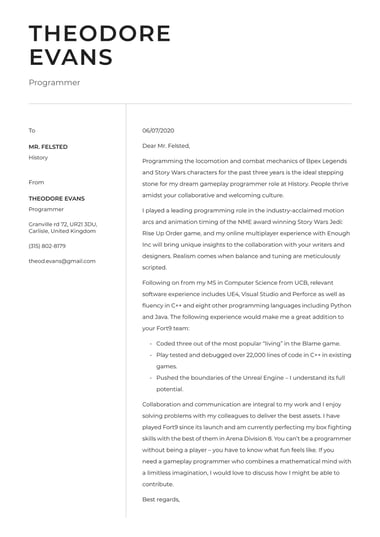 THEODORE
EVANS
Programmer
To
MR. FELSTED
History
From
THEODORE EVANS
Programmer
Granville rd 72, UR21 3DU,
Carlisle, United Kingdom
(315) 802-8179
theod.evans@gmail.com
06/07/2020
Dear Mr. Felsted,
Programming the locomotion and combat mechanics of Bpex Legends
and Story Wars characters for the past three years is the ideal stepping
stone for my dream gameplay programmer role at History. People thrive
amidst your collaborative and welcoming culture.
I played a leading programming role in the industry-acclaimed motion
arcs and animation timing of the NME award winning Story Wars Jedi:
Rise Up Order game, and my online multiplayer experience with Enough
Inc will bring unique insights to the collaboration with your writers and
designers. Realism comes when balance and tuning are meticulously
scripted.
Following on from my MS in Computer Science from UCB, relevant
software experience includes UE4, Visual Studio and Perforce as well as
fluency in C++ and eight other programming languages including Python
and Java. The following experience would make me a great addition to
your Fort9 team:
- Coded three out of the most popular “living” in the Blame game.
- Play tested and debugged over 22,000 lines of code in C++ in existing
games.
- Pushed the boundaries of the Unreal Engine – I understand its full
potential.
Collaboration and communication are integral to my work and I enjoy
solving problems with my colleagues to deliver the best assets. I have
played Fort9 since its launch and am currently perfecting my box fighting
skills with the best of them in Arena Division 8. You can’t be a programmer
without being a player – you have to know what fun feels like. If you
need a gameplay programmer who combines a mathematical mind with
a limitless imagination, I would love to discuss how I might be able to
contribute.
Best regards,